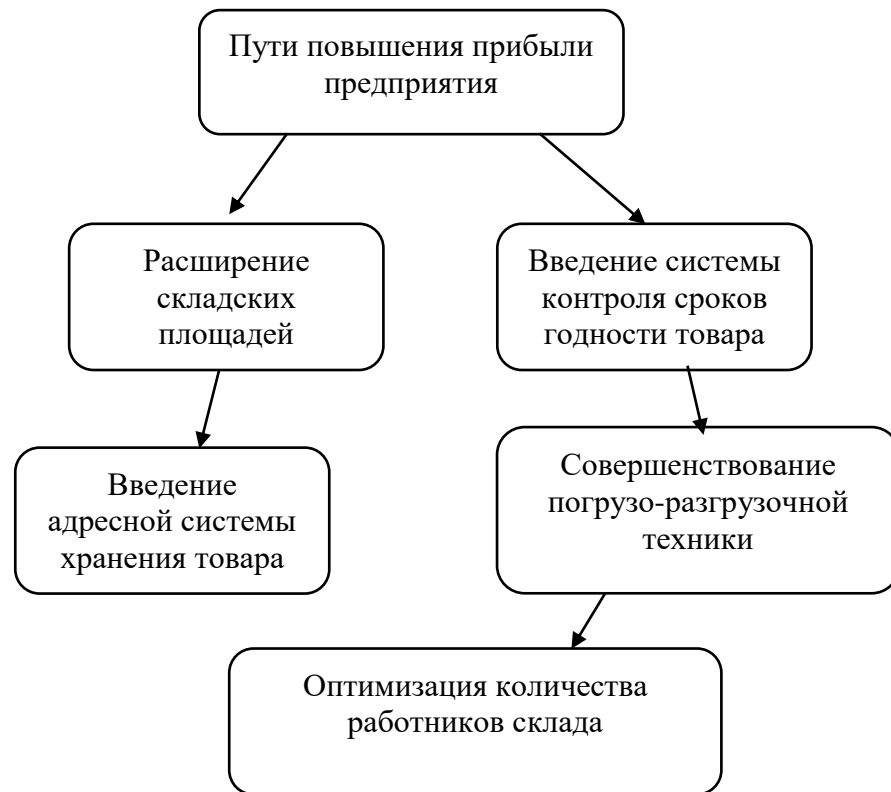 Пути повышения прибыли
предприятия
Расширение
складских
площадей
Введение системы
контроля сроков
годности товара
Введение
адресной системы
хранения товара
Совершенствование
погрузо-разгрузочной
техники
Оптимизация количества
работников склада